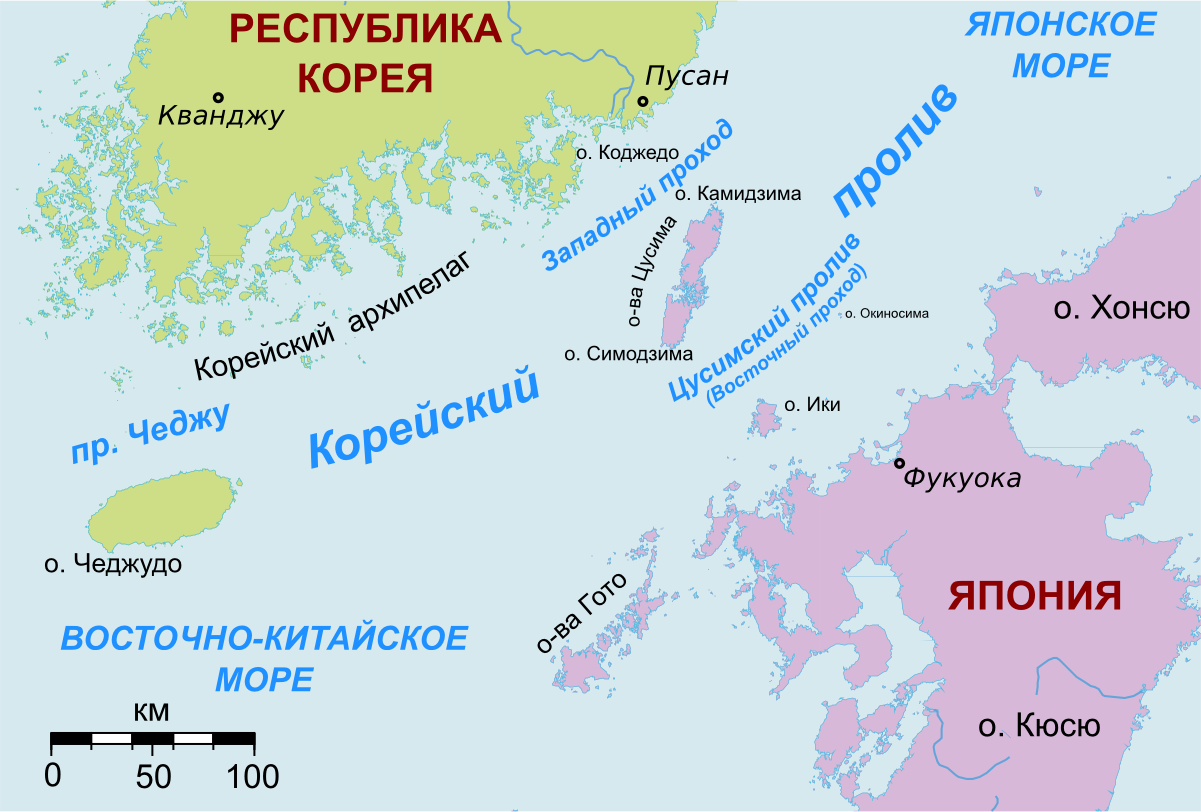 РЕСПУБЛИКА
КОРЕЯ
ЯПОНСКОЕ
МОРЕ
Пусан
Кванджу
о. Коджедо
Западный проход
пролив
о. Камидзима
о-ва Цусима
Корейский архипелаг
Цусимский пролив
(Восточный проход)
о. Окиносима
о. Хонсю
о. Симодзима
о. Ики
пр. Чеджу
Корейский
Фукуока
о. Чеджудо
о-ва Гото
ЯПОНИЯ
ВОСТОЧНО-КИТАЙСКОЕ
МОРЕ
о. Кюсю
км
0 50 100